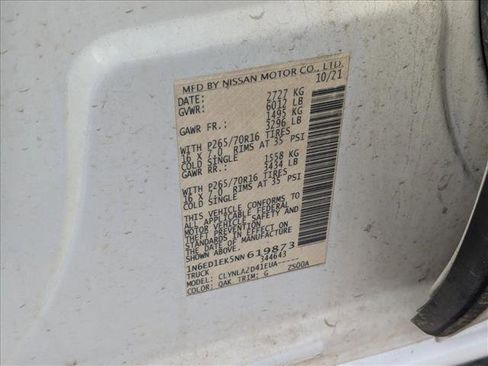 MFD BY NISSAN MOTOR CO., LTD.
DATE: 10/21
GVWR: 2727 KG
6012 LB
GAWR FR.: 1495 KG
3296 LB
WITH P265/70R16 TIRES
16 X 7.0 RIMS AT 35 PSI
COLD SINGLE
GAWR RR.: 1558 KG
3434 LB
WITH P265/70R16 TIRES
16 X 7.0 RIMS AT 35 PSI
COLD SINGLE
THIS VEHICLE CONFORMS TO
ALL APPLICABLE FEDERAL
MOTOR VEHICLE SAFETY AND
THEFT PREVENTION
STANDARDS IN EFFECT ON
THE DATE OF MANUFACTURE
SHOWN ABOVE.
1N6ED1EK5NN619873
TRUCK 344643
MODEL: CLYNLA2D41EUA-----
COLOR: QAK TRIM: G ZS00A